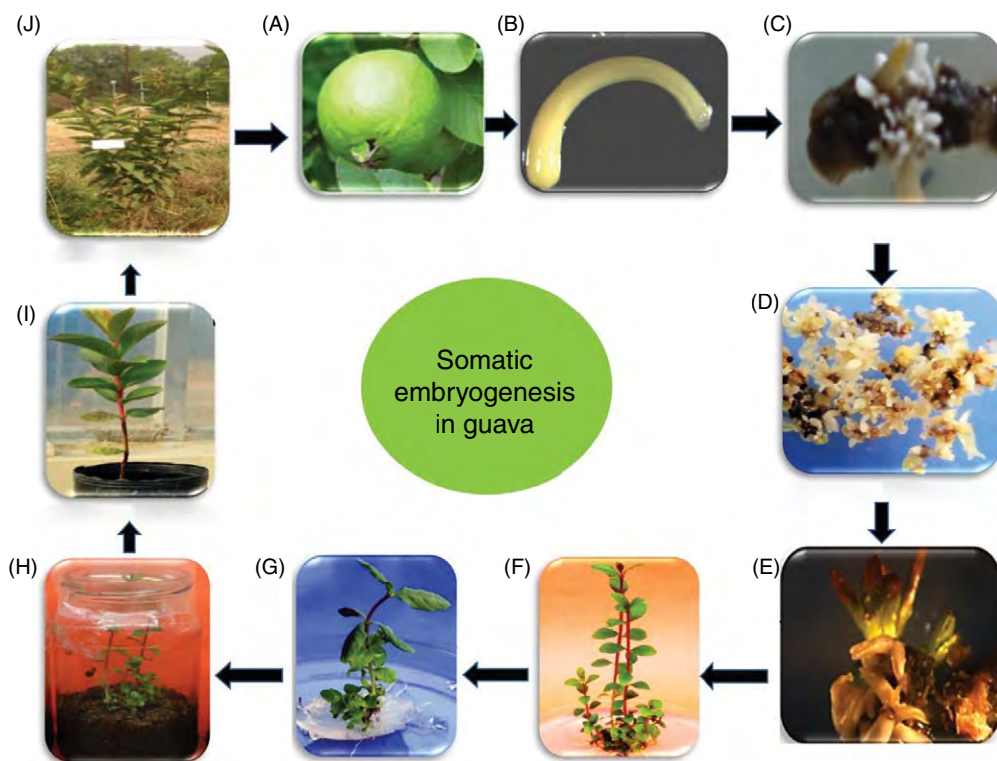 (J)
(A)
(B)
(C)
(I)
Somatic
embryogenesis
in guava
(D)
(H)
(G)
(F)
(E)